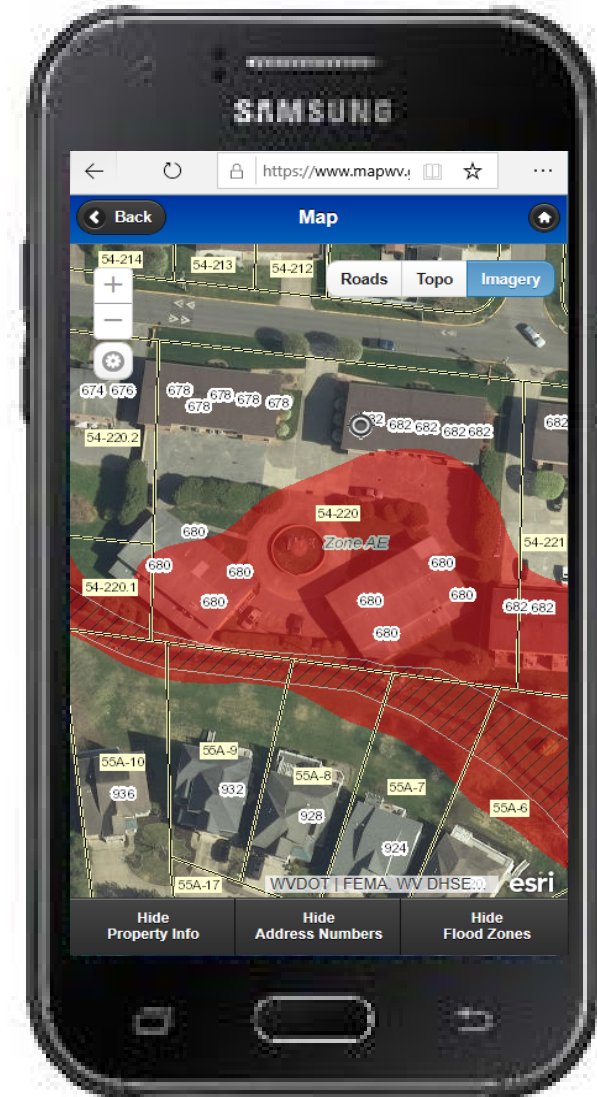 SAMSUNG
https://www.mapwv.g
...
Back
Map
54-214
54-213
54-212
Roads
Topo
Imagery
+
−
674 676
678 678 678 678 678
682 682 682 682
682
54-220.2
54-220
Zone AE
54-221
680
680
680
680
680
680
680
680
682 682
54-220.1
55A-10
55A-9
55A-8
55A-7
55A-6
936
932
928
924
55A-17
WVDOT | FEMA, WV DHSE...
esri
Hide
Property Info
Hide
Address Numbers
Hide
Flood Zones